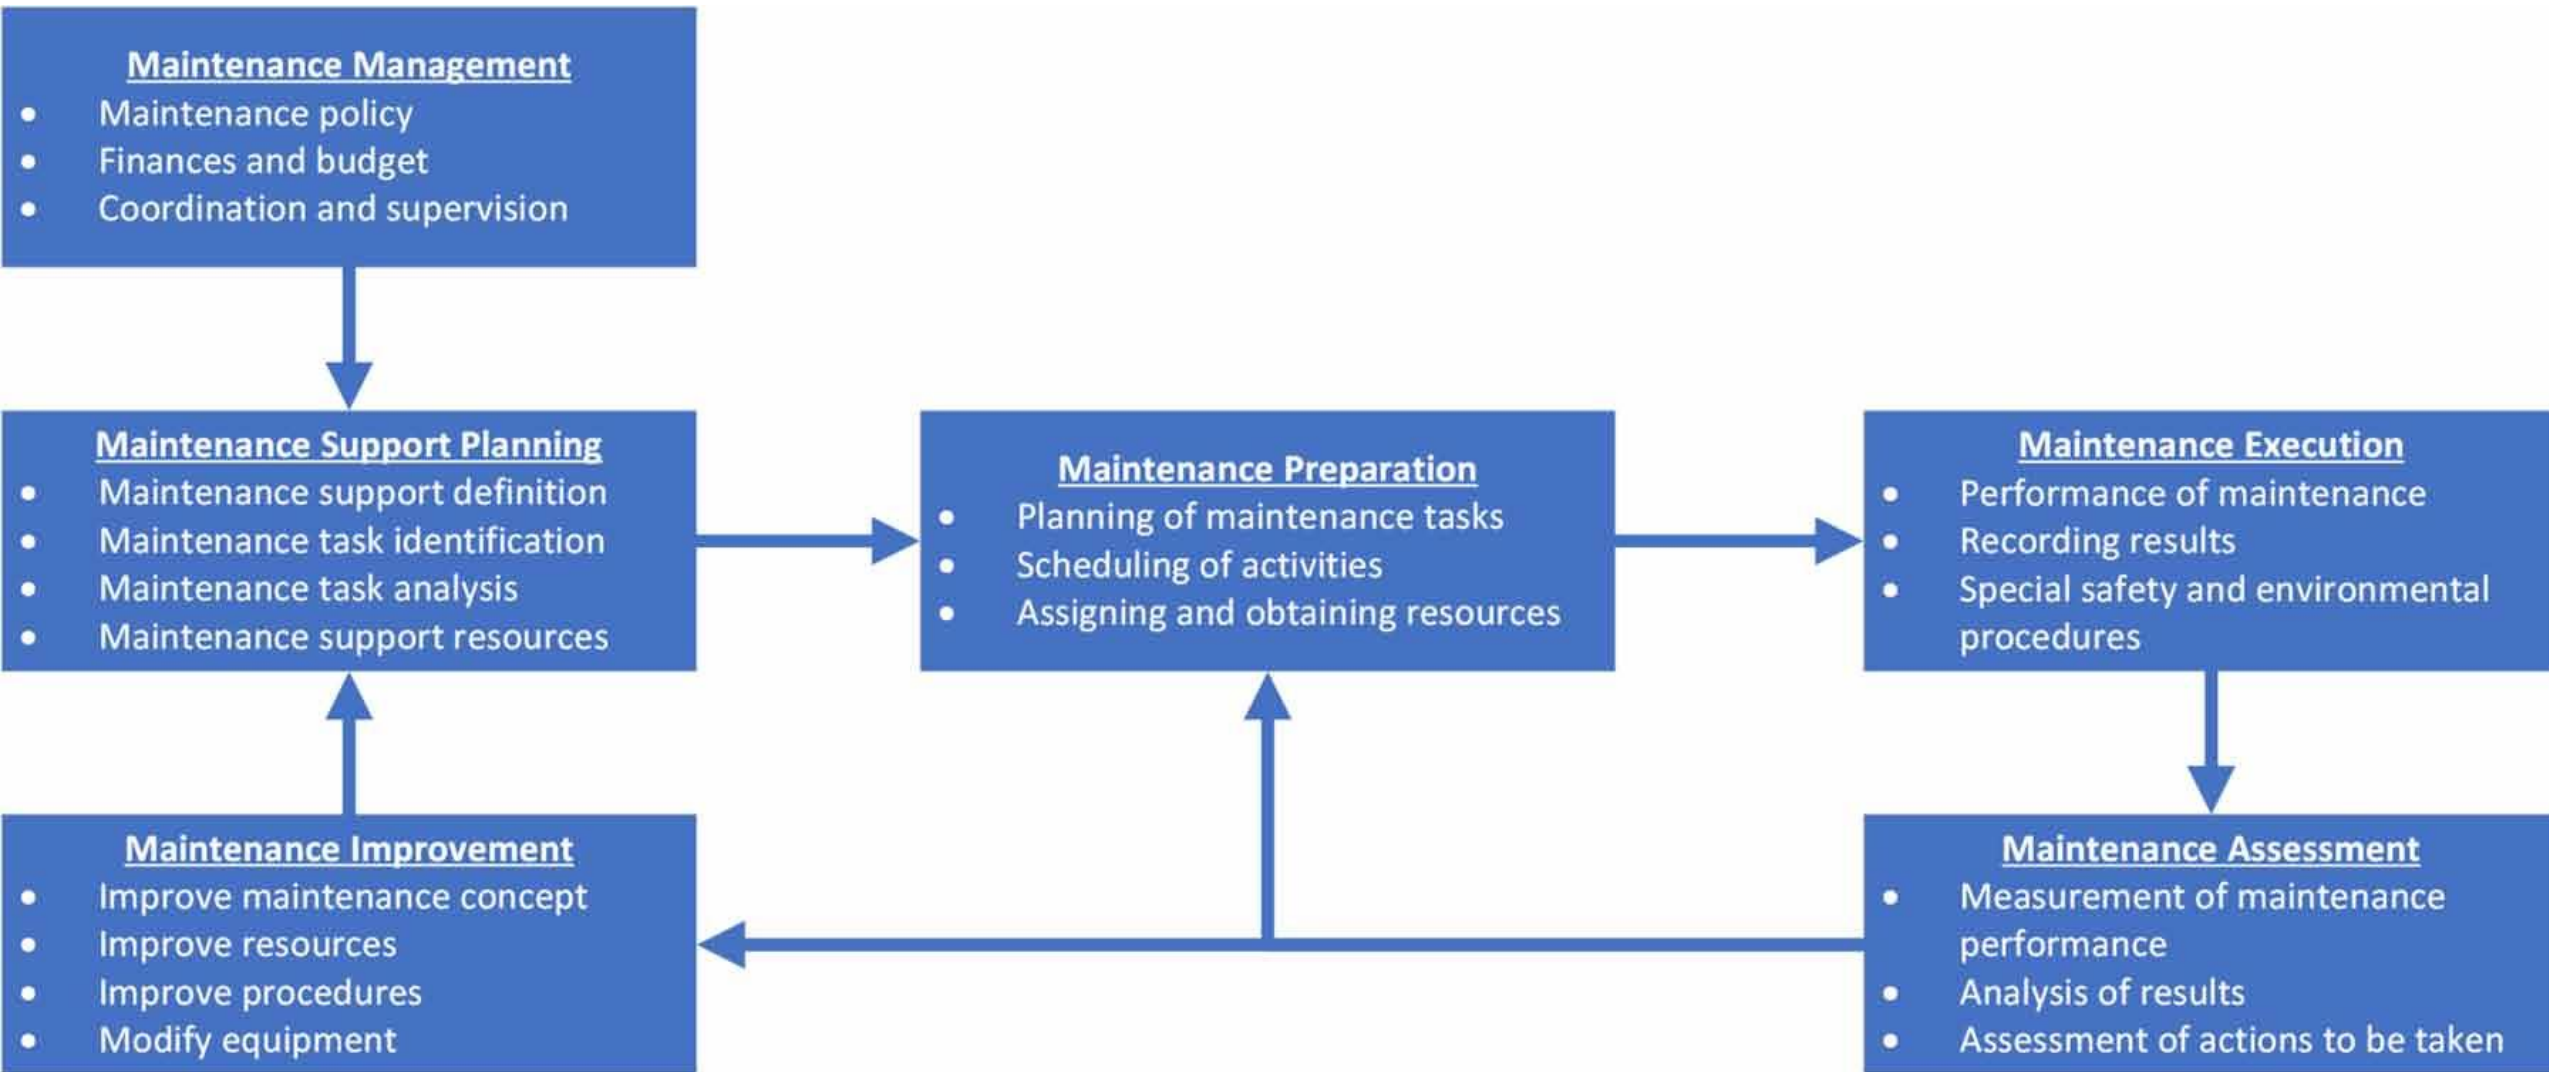 Maintenance Management
• Maintenance policy
• Finances and budget
• Coordination and supervision
Maintenance Support Planning
• Maintenance support definition
• Maintenance task identification
• Maintenance task analysis
• Maintenance support resources
Maintenance Preparation
• Planning of maintenance tasks
• Scheduling of activities
• Assigning and obtaining resources
Maintenance Execution
• Performance of maintenance
• Recording results
• Special safety and environmental
procedures
Maintenance Improvement
• Improve maintenance concept
• Improve resources
• Improve procedures
• Modify equipment
Maintenance Assessment
• Measurement of maintenance
performance
• Analysis of results
• Assessment of actions to be taken